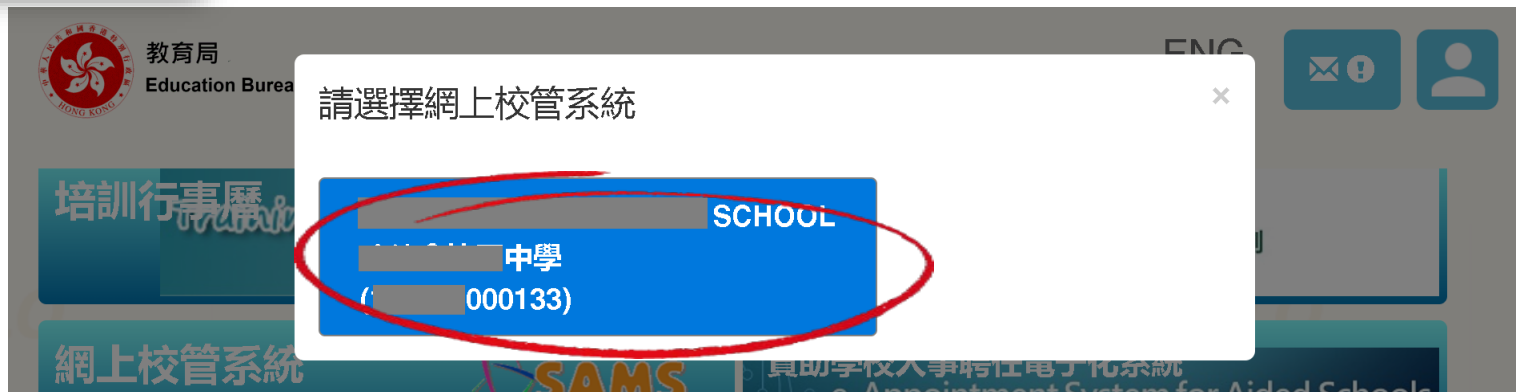 教育局
Education Burea
ENG
請選擇網上校管系統
×
培訓行事曆
SCHOOL
中學
000133)
網上校管系統
SAMS
資助學校人事聘任電子化系統
e-Appointment System for Aided Schools
HONG KONG